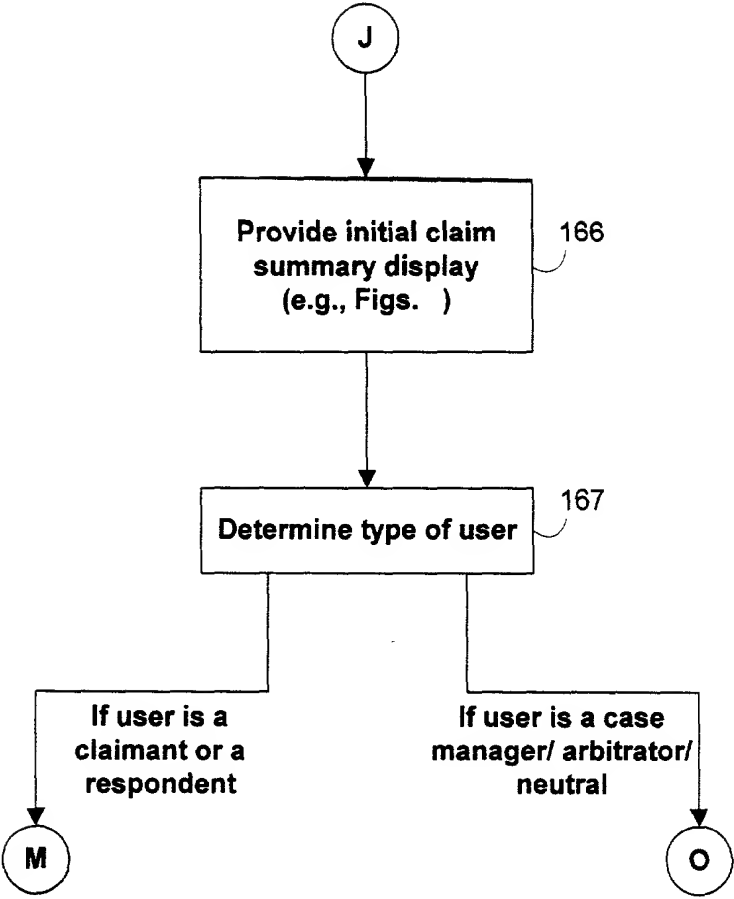 J
Provide initial claim
summary display
(e.g., Figs. )
166
Determine type of user
167
If user is a
claimant or a
respondent
If user is a case
manager/ arbitrator/
neutral
M
O